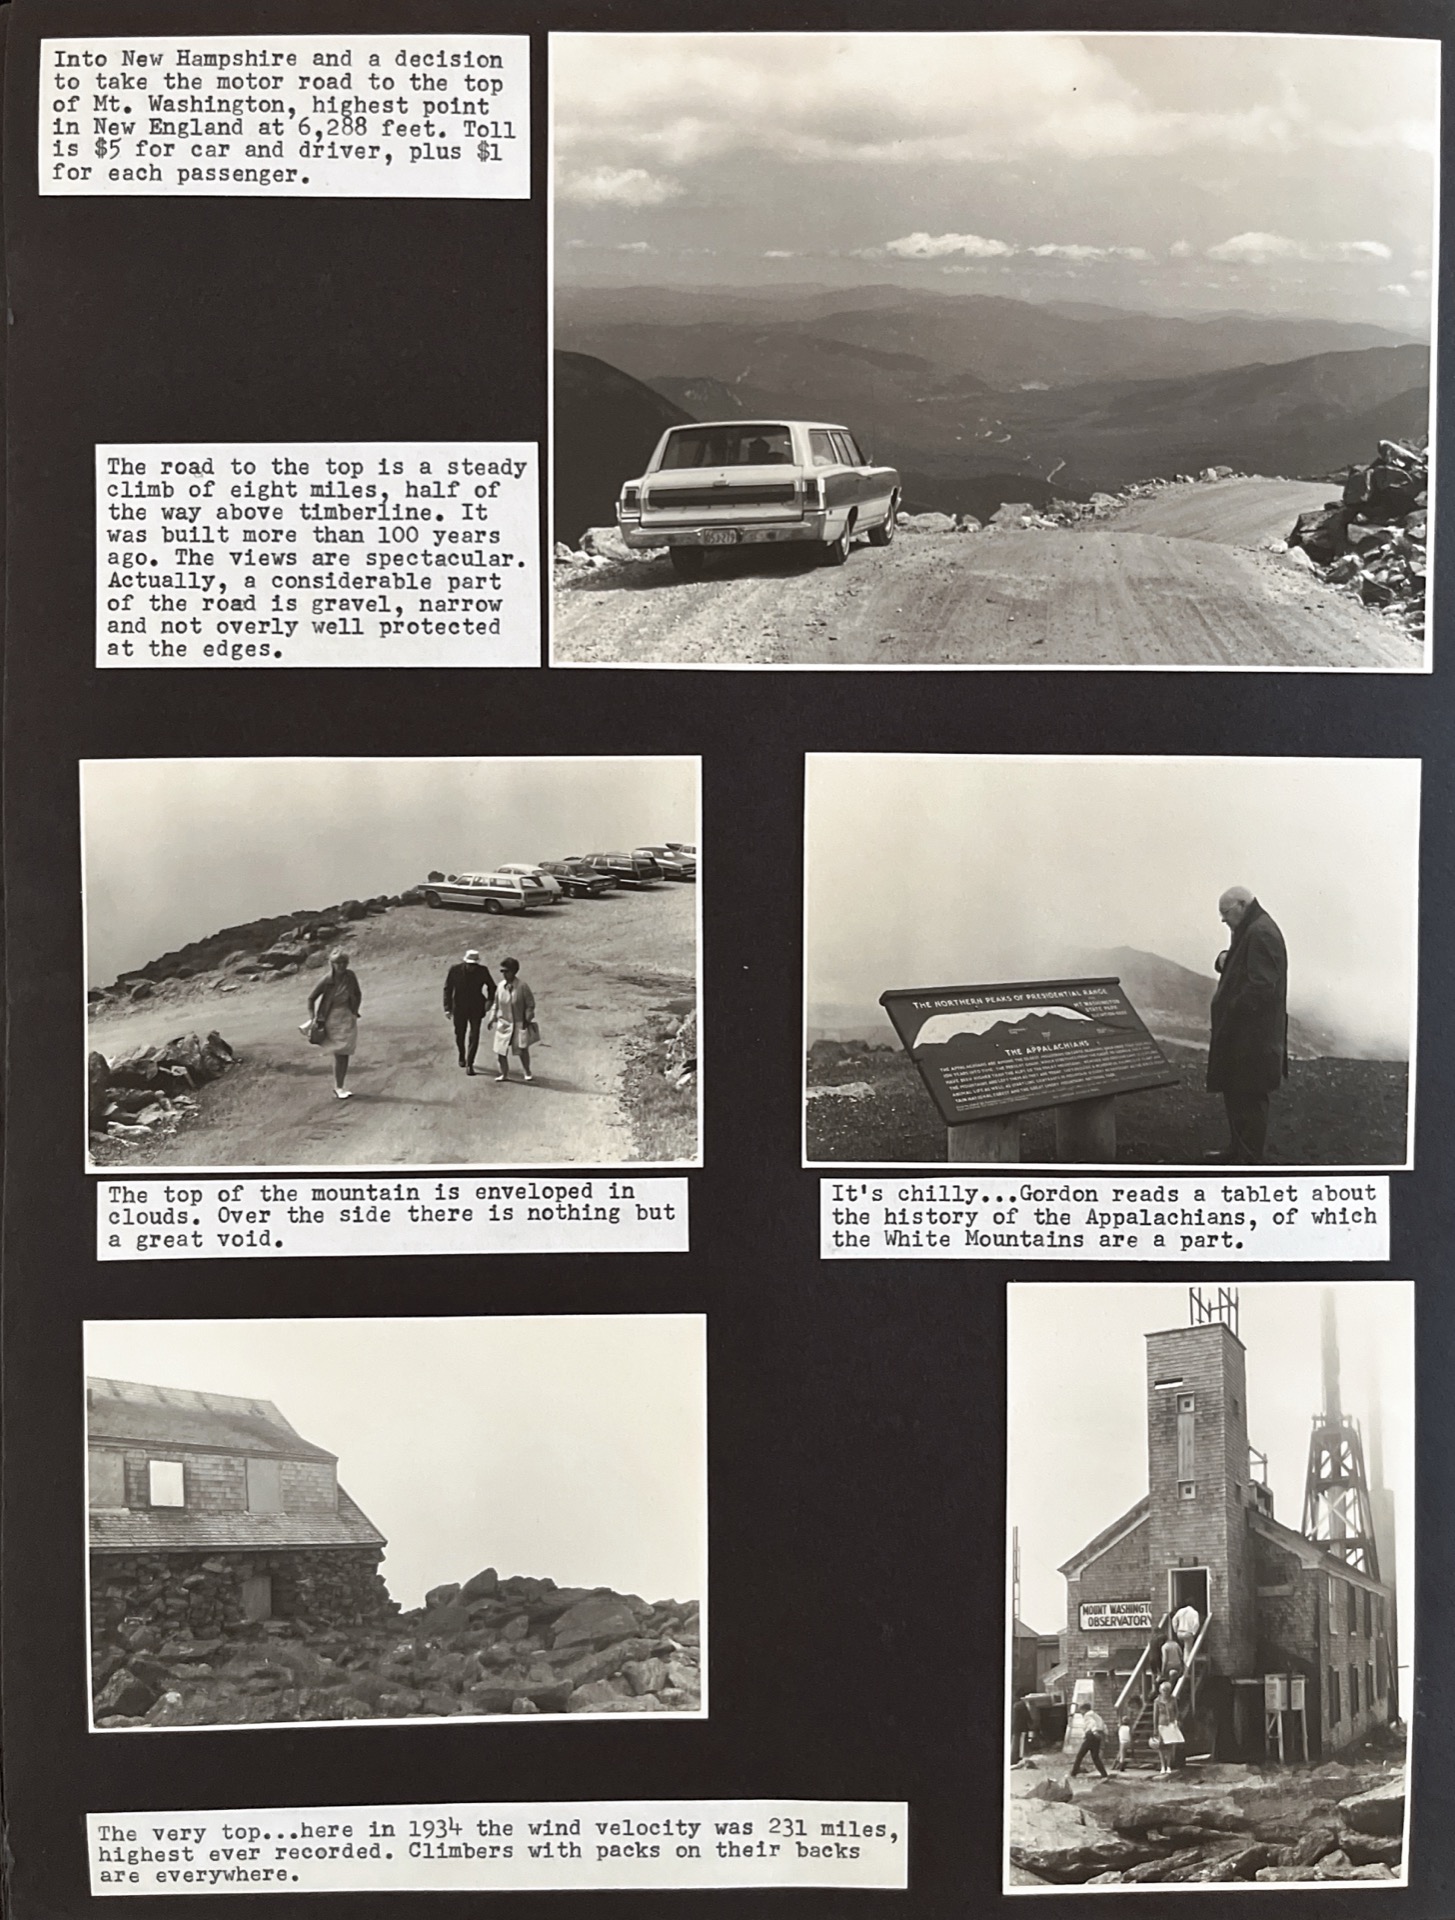 Into New Hampshire and a decision
to take the motor road to the top
of Mt. Washington, highest point
in New England at 6,288 feet. Toll
is $5 for car and driver, plus $1
for each passenger.
The road to the top is a steady
climb of eight miles, half of
the way above timberline. It
was built more than 100 years
ago. The views are spectacular.
Actually, a considerable part
of the road is gravel, narrow
and not overly well protected
at the edges.
The top of the mountain is enveloped in
clouds. Over the side there is nothing but
a great void.
THE NORTHERN PEAKS OF PRESIDENTIAL RANGE
MT WASHINGTON
STATE PARK
THE APPALACHIANS
It's chilly...Gordon reads a tablet about
the history of the Appalachians, of which
the White Mountains are a part.
MOUNT WASHINGT
OBSERVATORY
The very top...here in 1934 the wind velocity was 231 miles,
highest ever recorded. Climbers with packs on their backs
are everywhere.